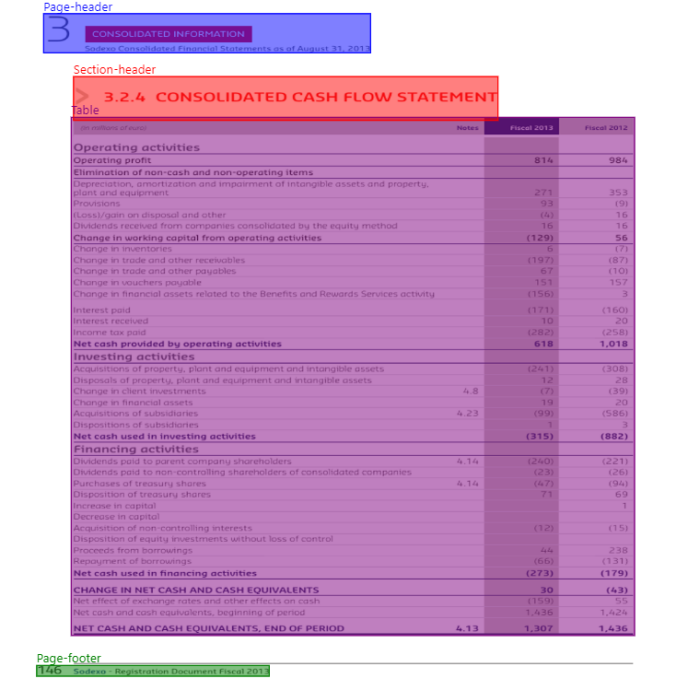 Page-header
3
CONSOLIDATED INFORMATION
Sodexo Consolidated Financial Statements as of August 31, 2013
Section-header
> 3.2.4 CONSOLIDATED CASH FLOW STATEMENT
Table
(in millions of euro) Notes Fiscal 2013 Fiscal 2012
Operating activities
Operating profit 814 984
Elimination of non-cash and non-operating items
Depreciation, amortization and impairment of intangible assets and property,
plant and equipment 271 353
Provisions 93 (9)
(Loss)/gain on disposal and other (4) 16
Dividends received from companies consolidated by the equity method 16 16
Change in working capital from operating activities (129) 56
Change in inventories 6 (7)
Change in trade and other receivables (197) (87)
Change in trade and other payables 67 (10)
Change in vouchers payable 151 157
Change in financial assets related to the Benefits and Rewards Services activity (156) 3
Interest paid (171) (160)
Interest received 10 20
Income tax paid (282) (258)
Net cash provided by operating activities 618 1,018
Investing activities
Acquisitions of property, plant and equipment and intangible assets (241) (308)
Disposals of property, plant and equipment and intangible assets 12 28
Change in client investments 4.8 (7) (39)
Change in financial assets 19 20
Acquisitions of subsidiaries 4.23 (99) (586)
Dispositions of subsidiaries 1 3
Net cash used in investing activities (315) (882)
Financing activities
Dividends paid to parent company shareholders 4.14 (240) (221)
Dividends paid to non-controlling shareholders of consolidated companies (23) (26)
Purchases of treasury shares 4.14 (47) (94)
Disposition of treasury shares 71 69
Increase in capital 1
Decrease in capital
Acquisition of non-controlling interests (12) (15)
Disposition of equity investments without loss of control
Proceeds from borrowings 44 238
Repayment of borrowings (66) (131)
Net cash used in financing activities (273) (179)
CHANGE IN NET CASH AND CASH EQUIVALENTS 30 (43)
Net effect of exchange rates and other effects on cash (159) 55
Net cash and cash equivalents, beginning of period 1,436 1,424
NET CASH AND CASH EQUIVALENTS, END OF PERIOD 4.13 1,307 1,436
Page-footer
146 Sodexo - Registration Document Fiscal 2013